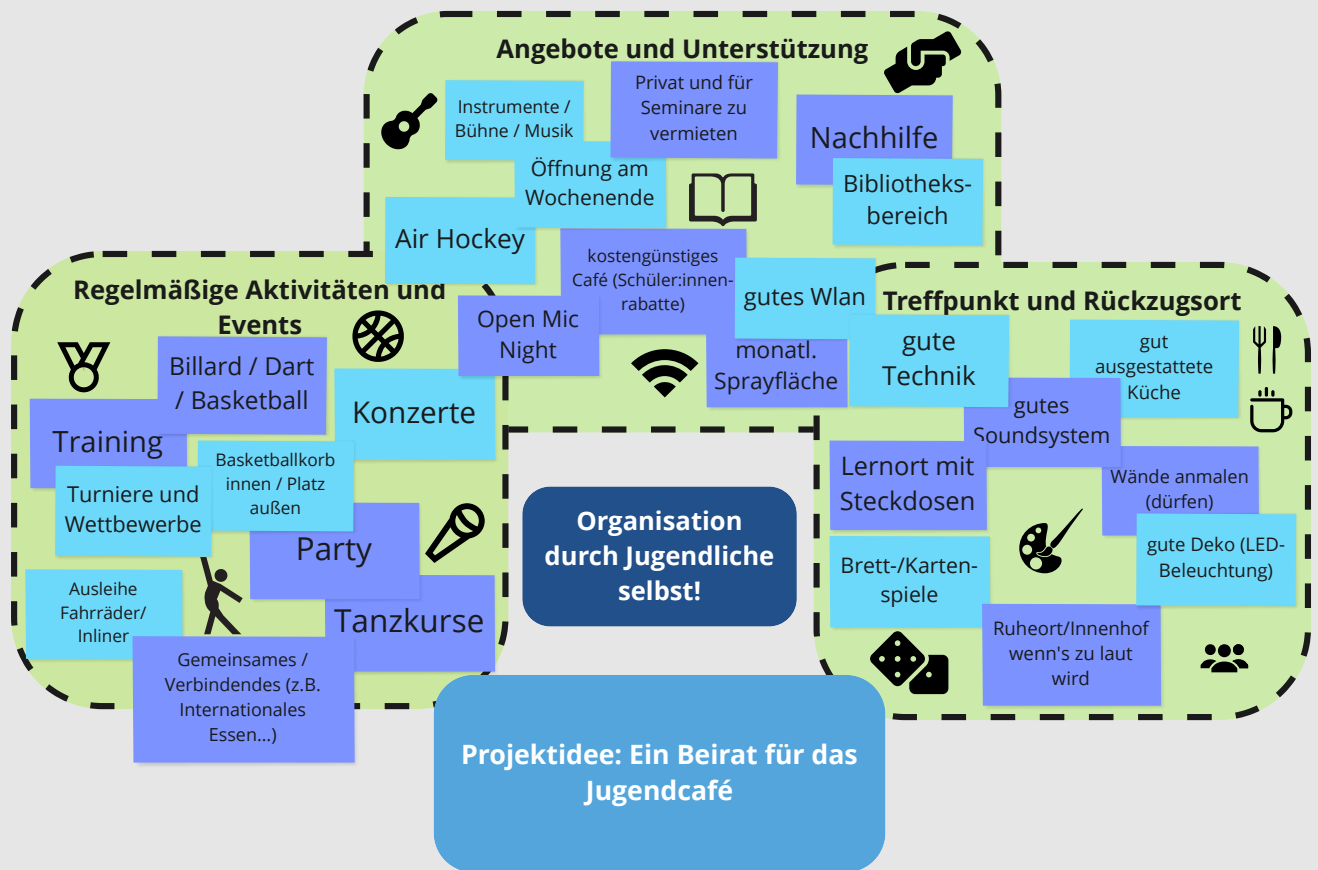 Angebote und Unterstützung
Instrumente /
Bühne / Musik
Privat und für
Seminare zu
vermieten
Nachhilfe
Öffnung am
Wochenende
Bibliotheks-
bereich
Air Hockey
kostengünstiges
Café (Schüler:innen-
rabatte)
gutes Wlan
Open Mic
Night
monatl.
Sprayfläche
Regelmäßige Aktivitäten und
Events
Billard / Dart
/ Basketball
Konzerte
Training
Basketballkorb
innen / Platz
außen
Turniere und
Wettbewerbe
Party
Ausleihe
Fahrräder/
Inliner
Tanzkurse
Gemeinsames /
Verbindendes (z.B.
Internationales
Essen...)
Treffpunkt und Rückzugsort
gute
Technik
gut
ausgestattete
Küche
gutes
Soundsystem
Lernort mit
Steckdosen
Wände anmalen
(dürfen)
gute Deko (LED-
Beleuchtung)
Brett-/Karten-
spiele
Ruheort/Innenhof
wenn's zu laut
wird
Organisation
durch Jugendliche
selbst!
Projektidee: Ein Beirat für das
Jugendcafé